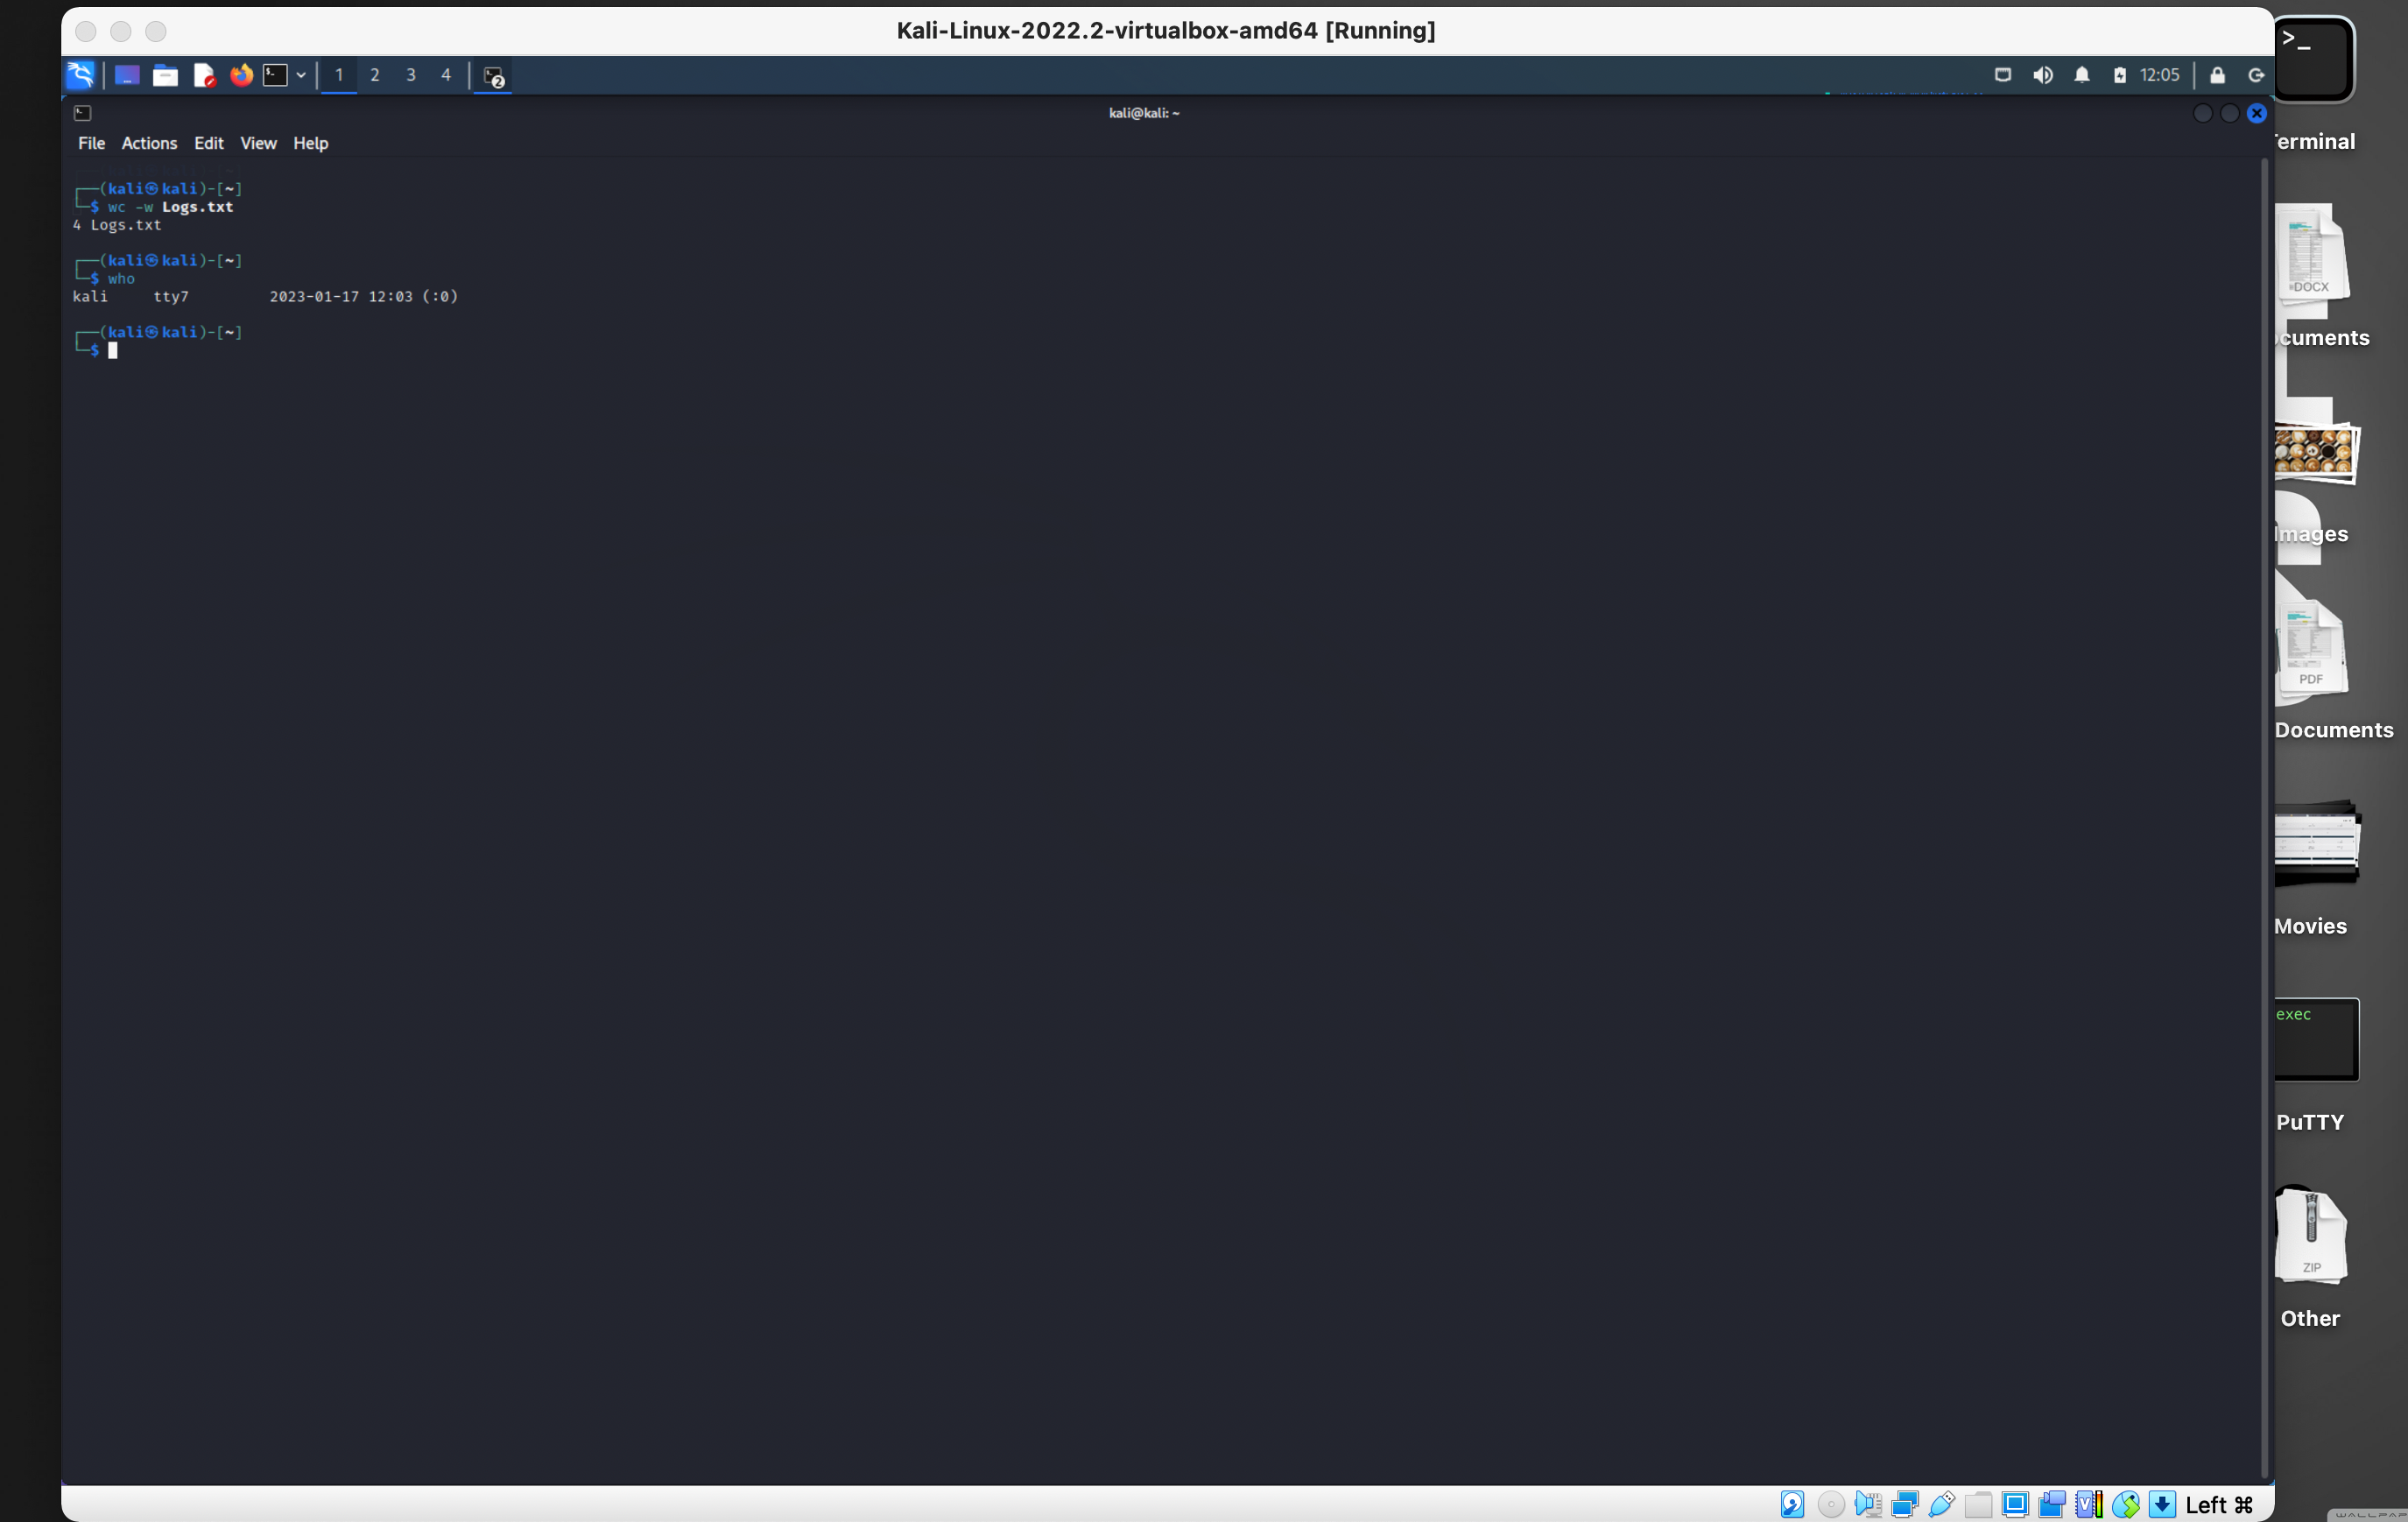 Kali-Linux-2022.2-virtualbox-amd64 [Running]
1 2 3 4 2 12:05
kali@kali: ~
File Actions Edit View Help
┌──(kali㉿kali)-[~]
└─$ wc -w Logs.txt
4 Logs.txt
┌──(kali㉿kali)-[~]
└─$ who
kali tty7 2023-01-17 12:03 (:0)
┌──(kali㉿kali)-[~]
└─$
>_
erminal
DOCX
cuments
Images
PDF
Documents
Movies
exec
PuTTY
ZIP
Other
Left ⌘